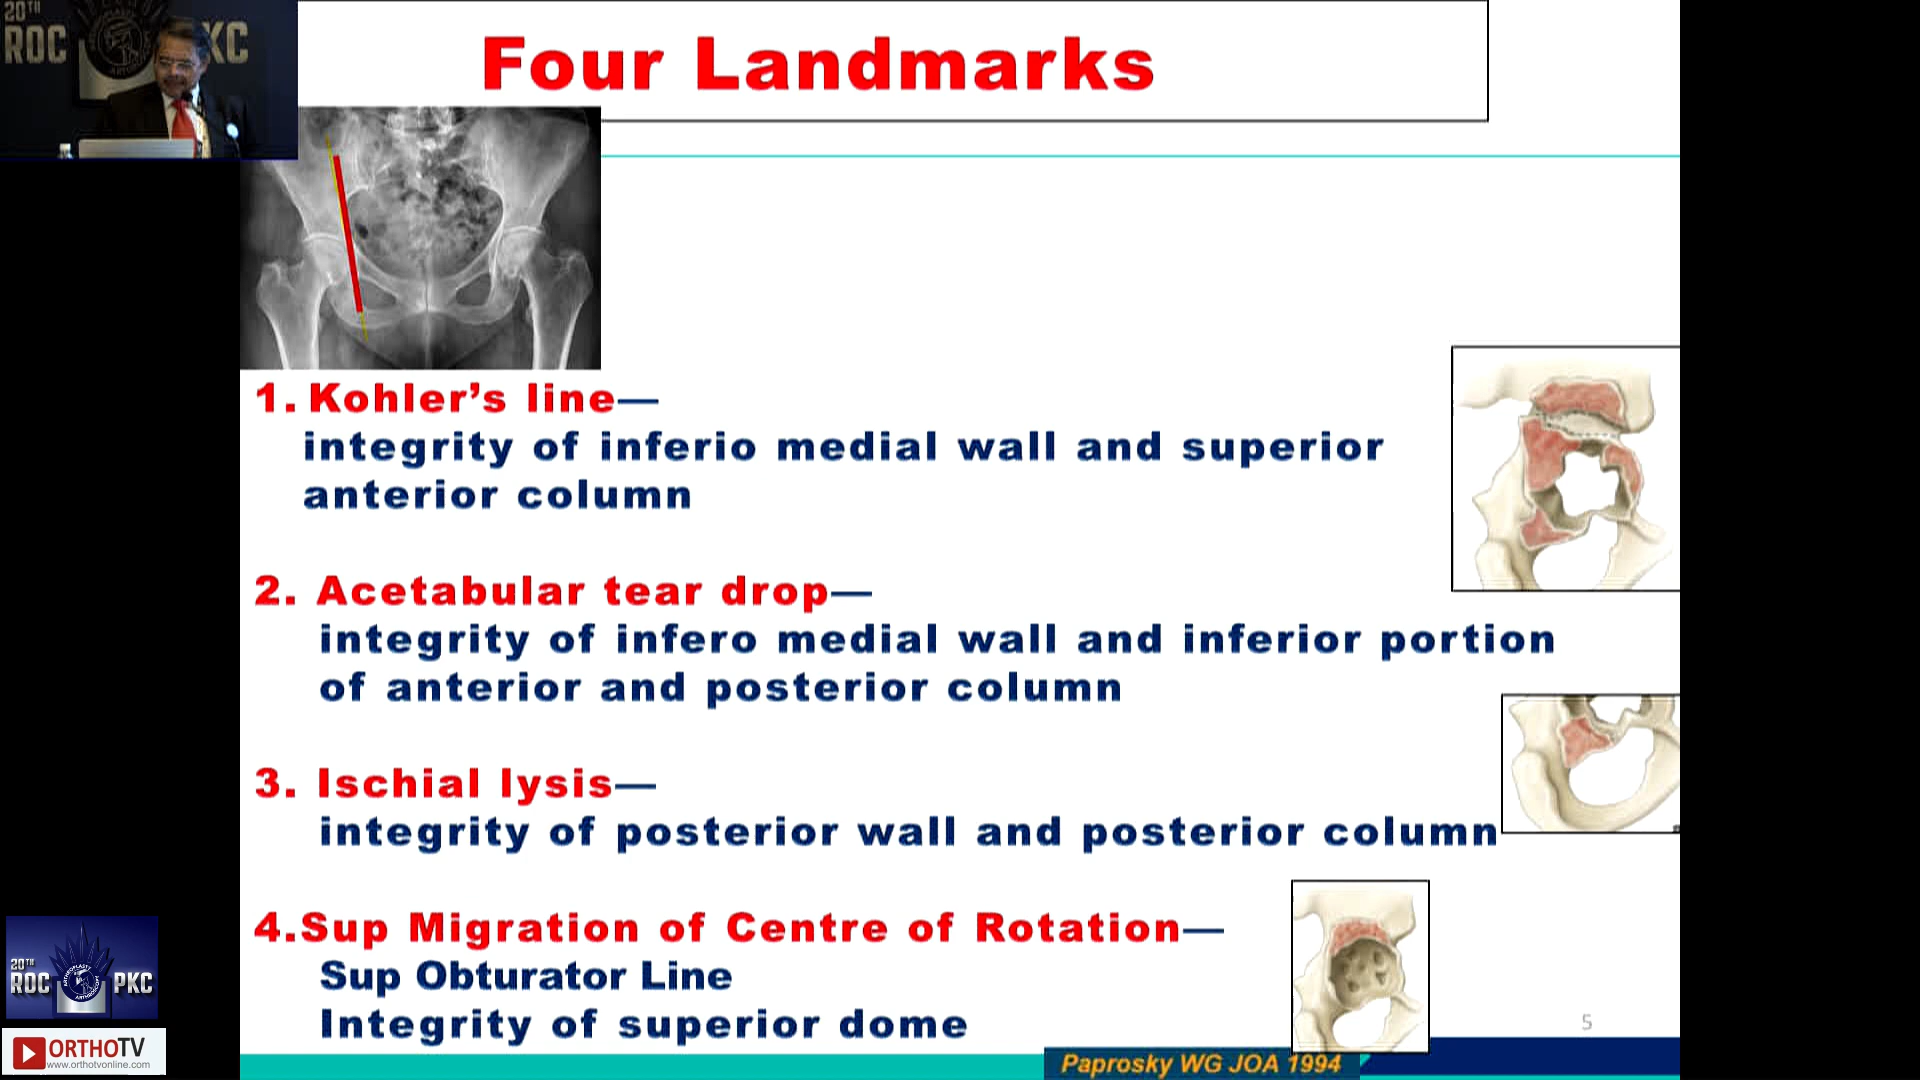 20TH
ROC
KC
Four Landmarks
1. Kohler's line—
integrity of inferio medial wall and superior
anterior column
2. Acetabular tear drop—
integrity of infero medial wall and inferior portion
of anterior and posterior column
3. Ischial lysis—
integrity of posterior wall and posterior column
4.Sup Migration of Centre of Rotation—
Sup Obturator Line
Integrity of superior dome
5
Paprosky WG JOA 1994
20TH
ROC PKC
ORTHOTV
www.orthotvonline.com